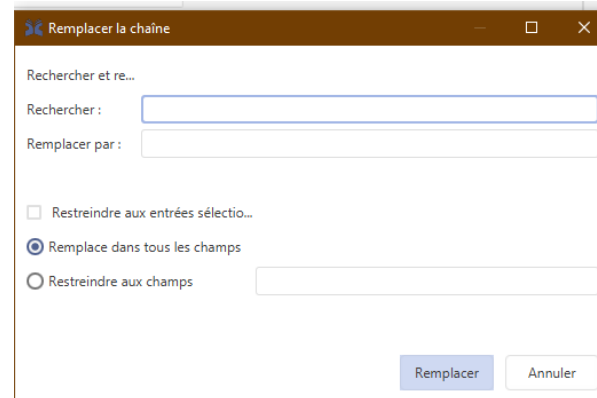 Remplacer la chaîne
Rechercher et re...
Rechercher :
Remplacer par :
Restreindre aux entrées sélectio...
Remplace dans tous les champs
Restreindre aux champs
Remplacer Annuler